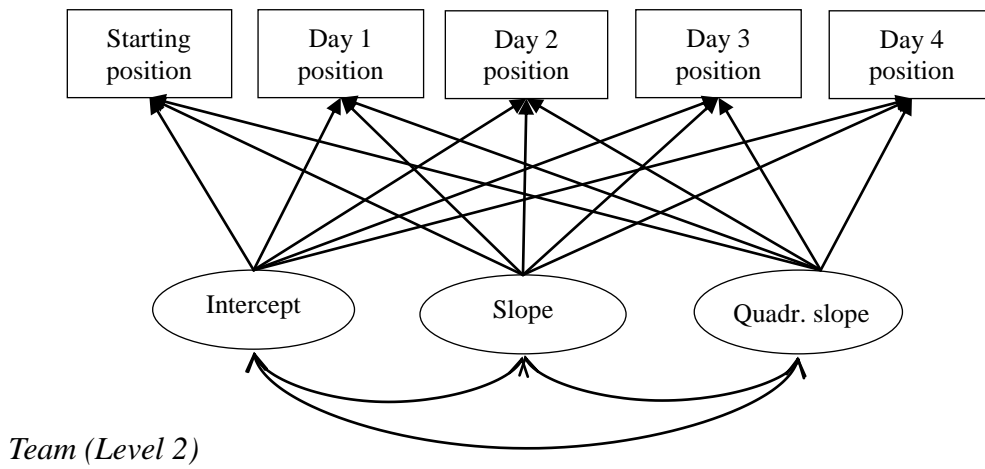 Starting
position
Day 1
position
Day 2
position
Day 3
position
Day 4
position
Intercept
Slope
Quadr. slope
Team (Level 2)